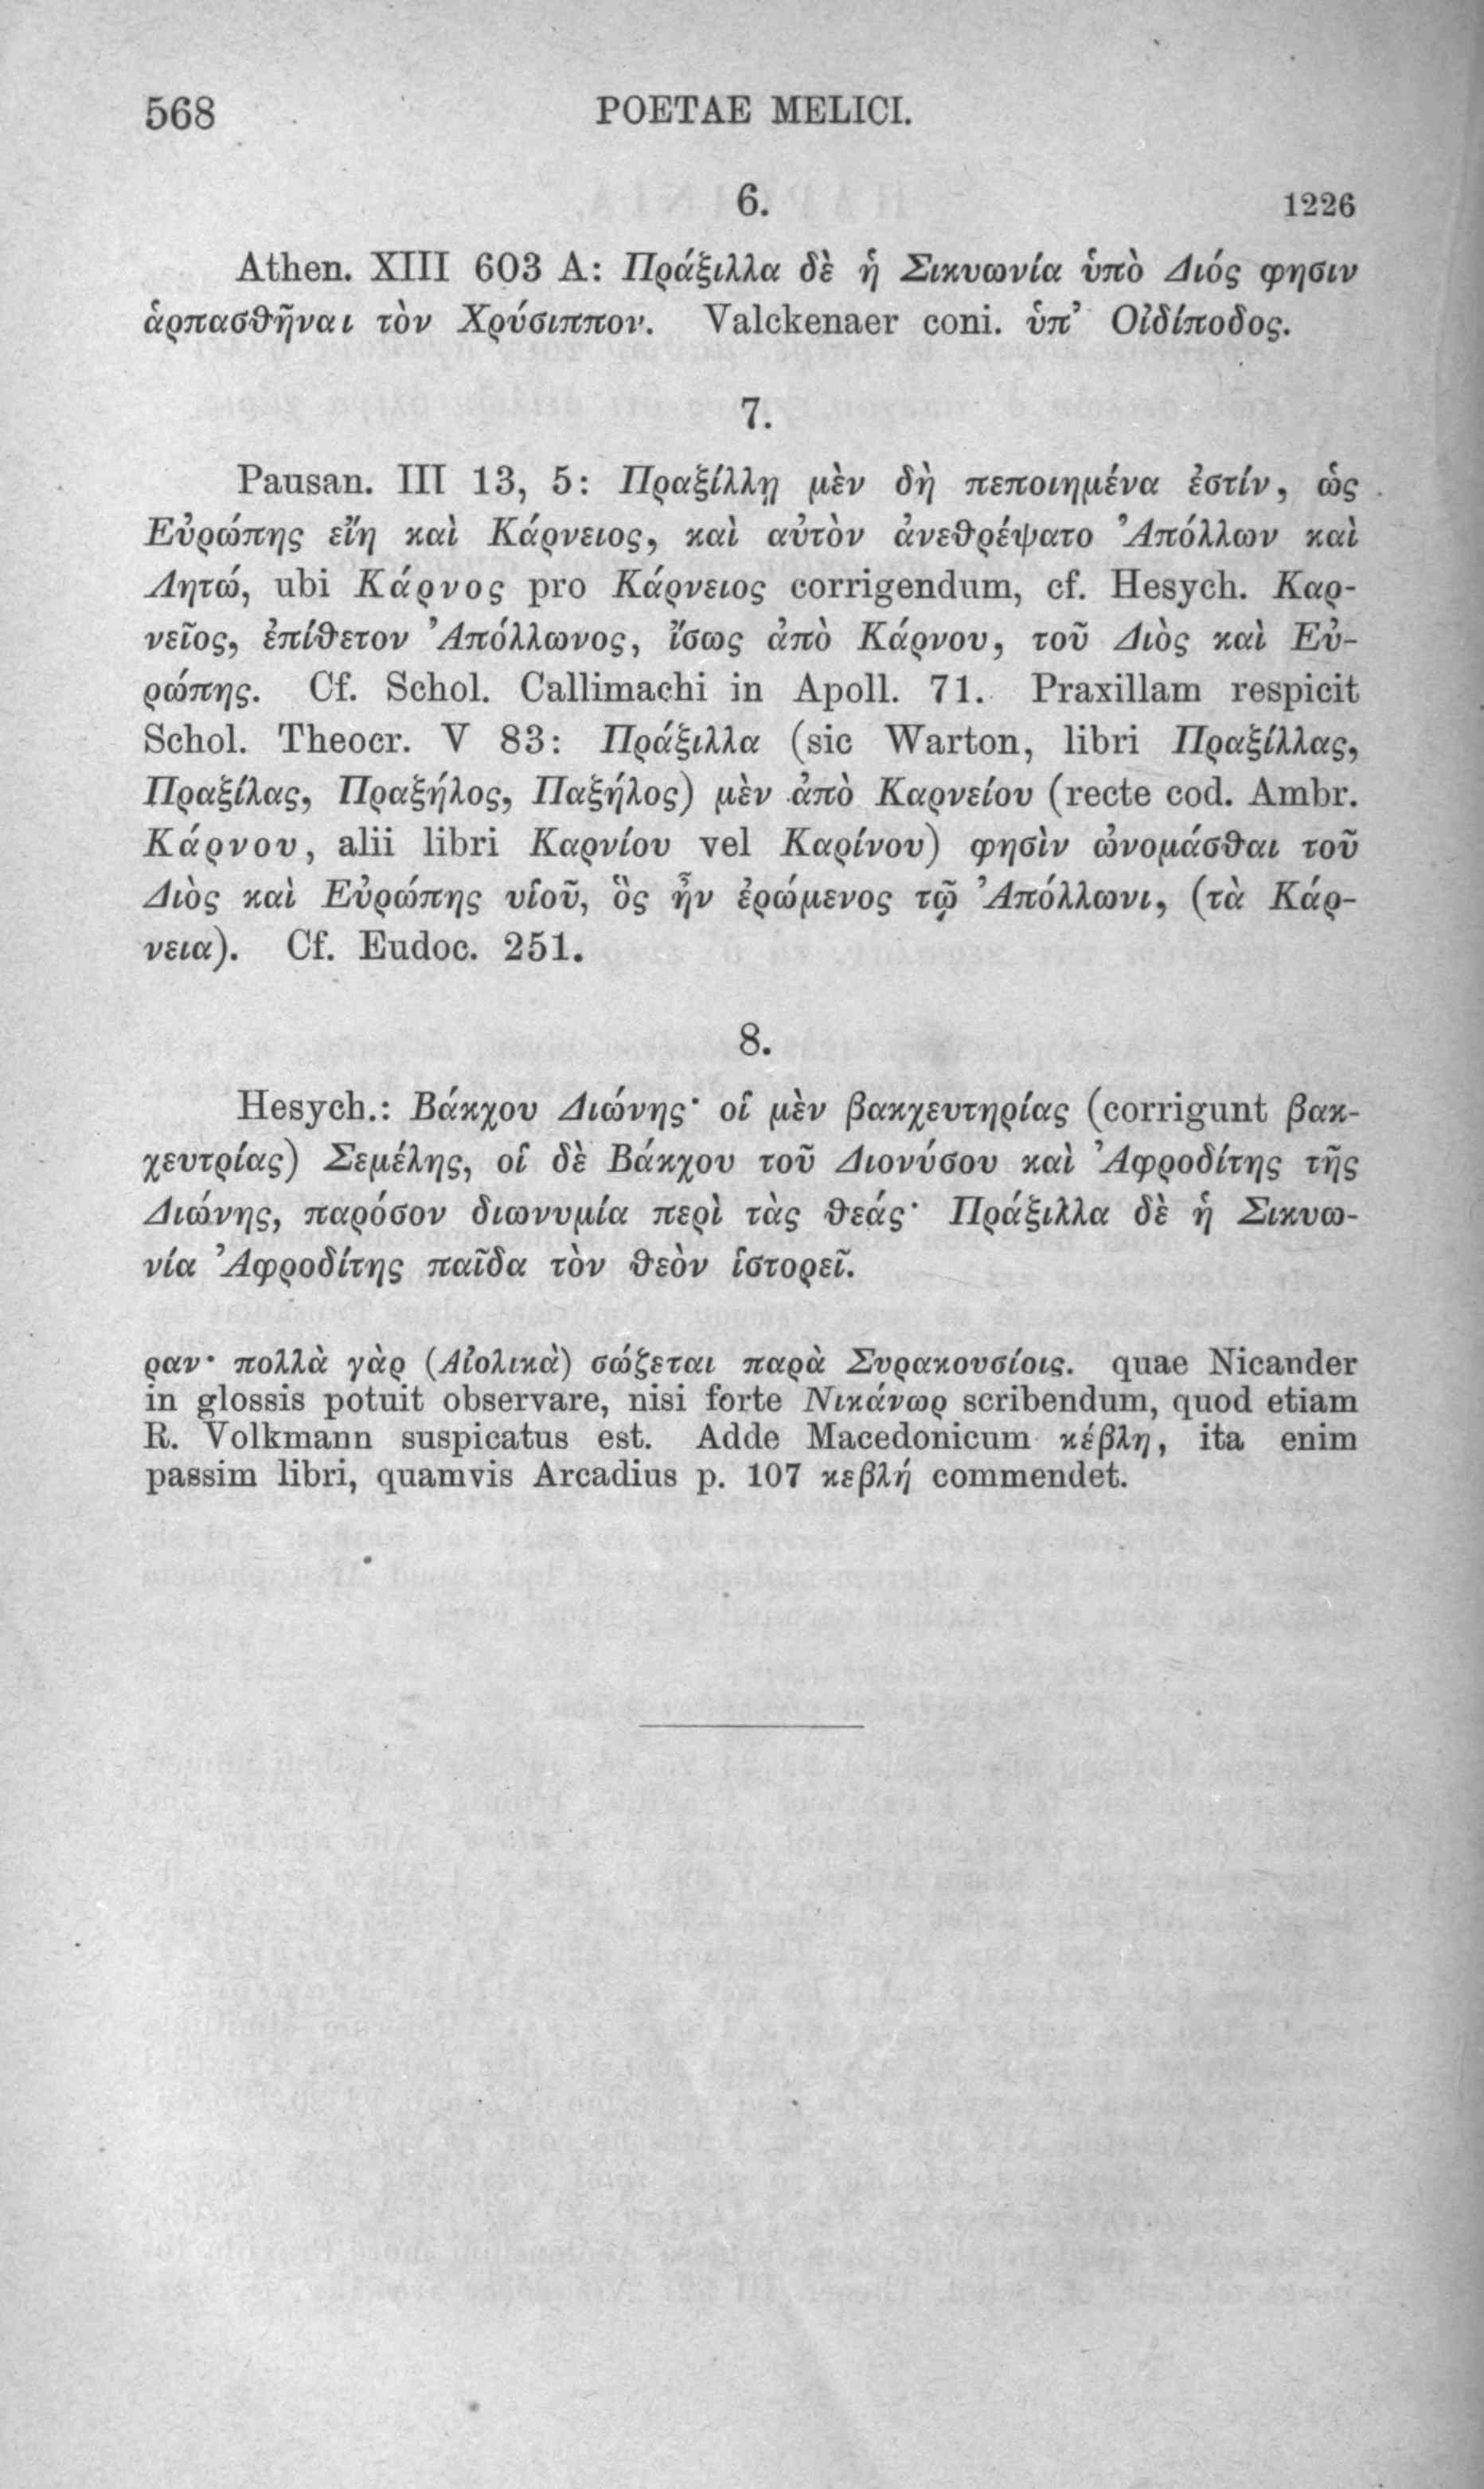 568 POETAE MELICI.
6. 1226
Athen. XIII 603 A: Πράξιλλα δὲ ἡ Σικυωνία ὑπὸ Διός φησιν
ἁρπασθῆναι τὸν Χρύσιππον. Valckenaer coni. ὑπ’ Οἰδίποδος.
7.
Pausan. III 13, 5: Πραξίλλῃ μὲν δὴ πεποιημένα ἐστίν, ὡς
Εὐρώπης εἴη καὶ Κάρνειος, καὶ αὐτὸν ἀνεθρέψατο Ἀπόλλων καὶ
Λητώ, ubi Κάρνος pro Κάρνειος corrigendum, cf. Hesych. Καρ-
νεῖος, ἐπίθετον Ἀπόλλωνος, ἴσως ἀπὸ Κάρνου, τοῦ Διὸς καὶ Εὐ-
ρώπης. Cf. Schol. Callimachi in Apoll. 71. Praxillam respicit
Schol. Theocr. V 83: Πράξιλλα (sic Warton, libri Πραξίλλας,
Πραξίλας, Πραξήλος, Παξήλος) μὲν ἀπὸ Καρνείου (recte cod. Ambr.
Κάρνου, alii libri Καρνίου vel Καρίνου) φησὶν ὠνομάσθαι τοῦ
Διὸς καὶ Εὐρώπης υἱοῦ, ὃς ἦν ἐρώμενος τῷ Ἀπόλλωνι, (τὰ Κάρ-
νεια). Cf. Eudoc. 251.
8.
Hesych.: Βάκχου Διώνης· οἱ μὲν βακχευτηρίας (corrigunt βακ-
χευτρίας) Σεμέλης, οἱ δὲ Βάκχου τοῦ Διονύσου καὶ Ἀφροδίτης τῆς
Διώνης, παρόσον διωνυμία περὶ τὰς θεάς· Πράξιλλα δὲ ἡ Σικυω-
νία Ἀφροδίτης παῖδα τὸν θεὸν ἱστορεῖ.
ραν· πολλὰ γὰρ (Αἰολικὰ) σώζεται παρὰ Συρακουσίοις. quae Nicander
in glossis potuit observare, nisi forte Νικάνωρ scribendum, quod etiam
R. Volkmann suspicatus est. Adde Macedonicum κέβλη, ita enim
passim libri, quamvis Arcadius p. 107 κεβλή commendet.